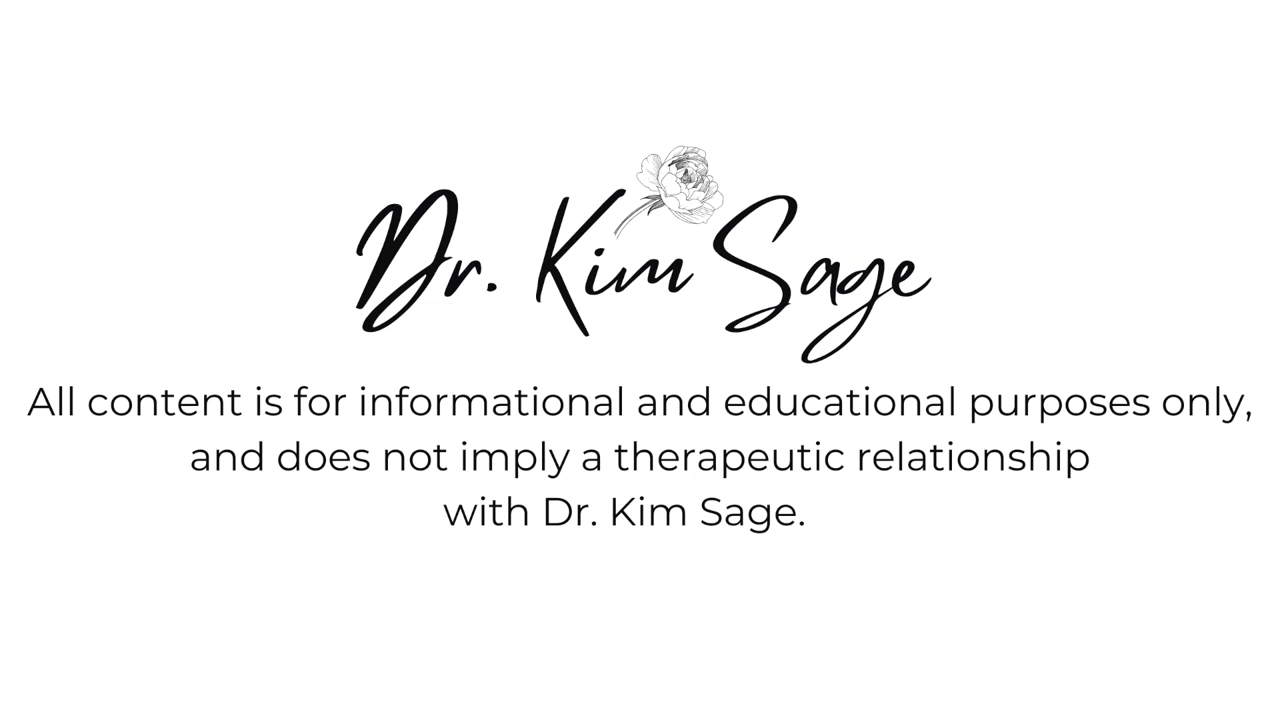 Dr. Kim Sage
All content is for informational and educational purposes only,
and does not imply a therapeutic relationship
with Dr. Kim Sage.